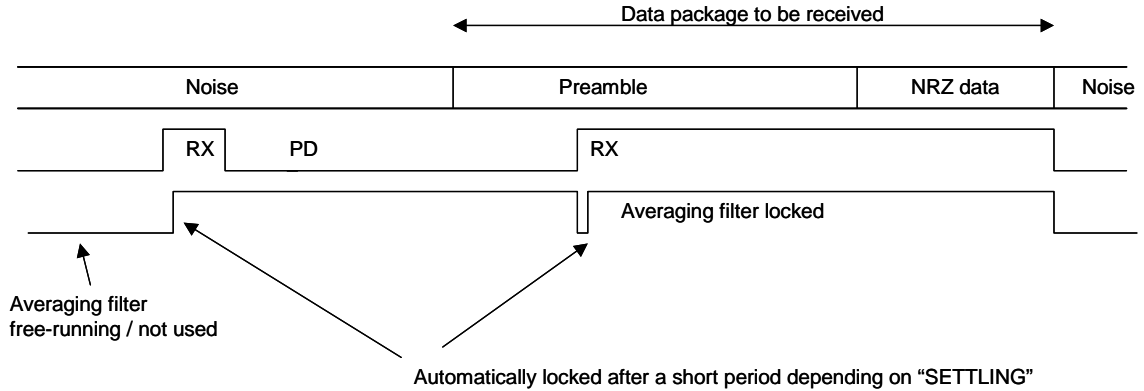 Data package to be received
Noise
Preamble
NRZ data
Noise
RX
PD
RX
Averaging filter locked
Averaging filter
free-running / not used
Automatically locked after a short period depending on “SETTLING”